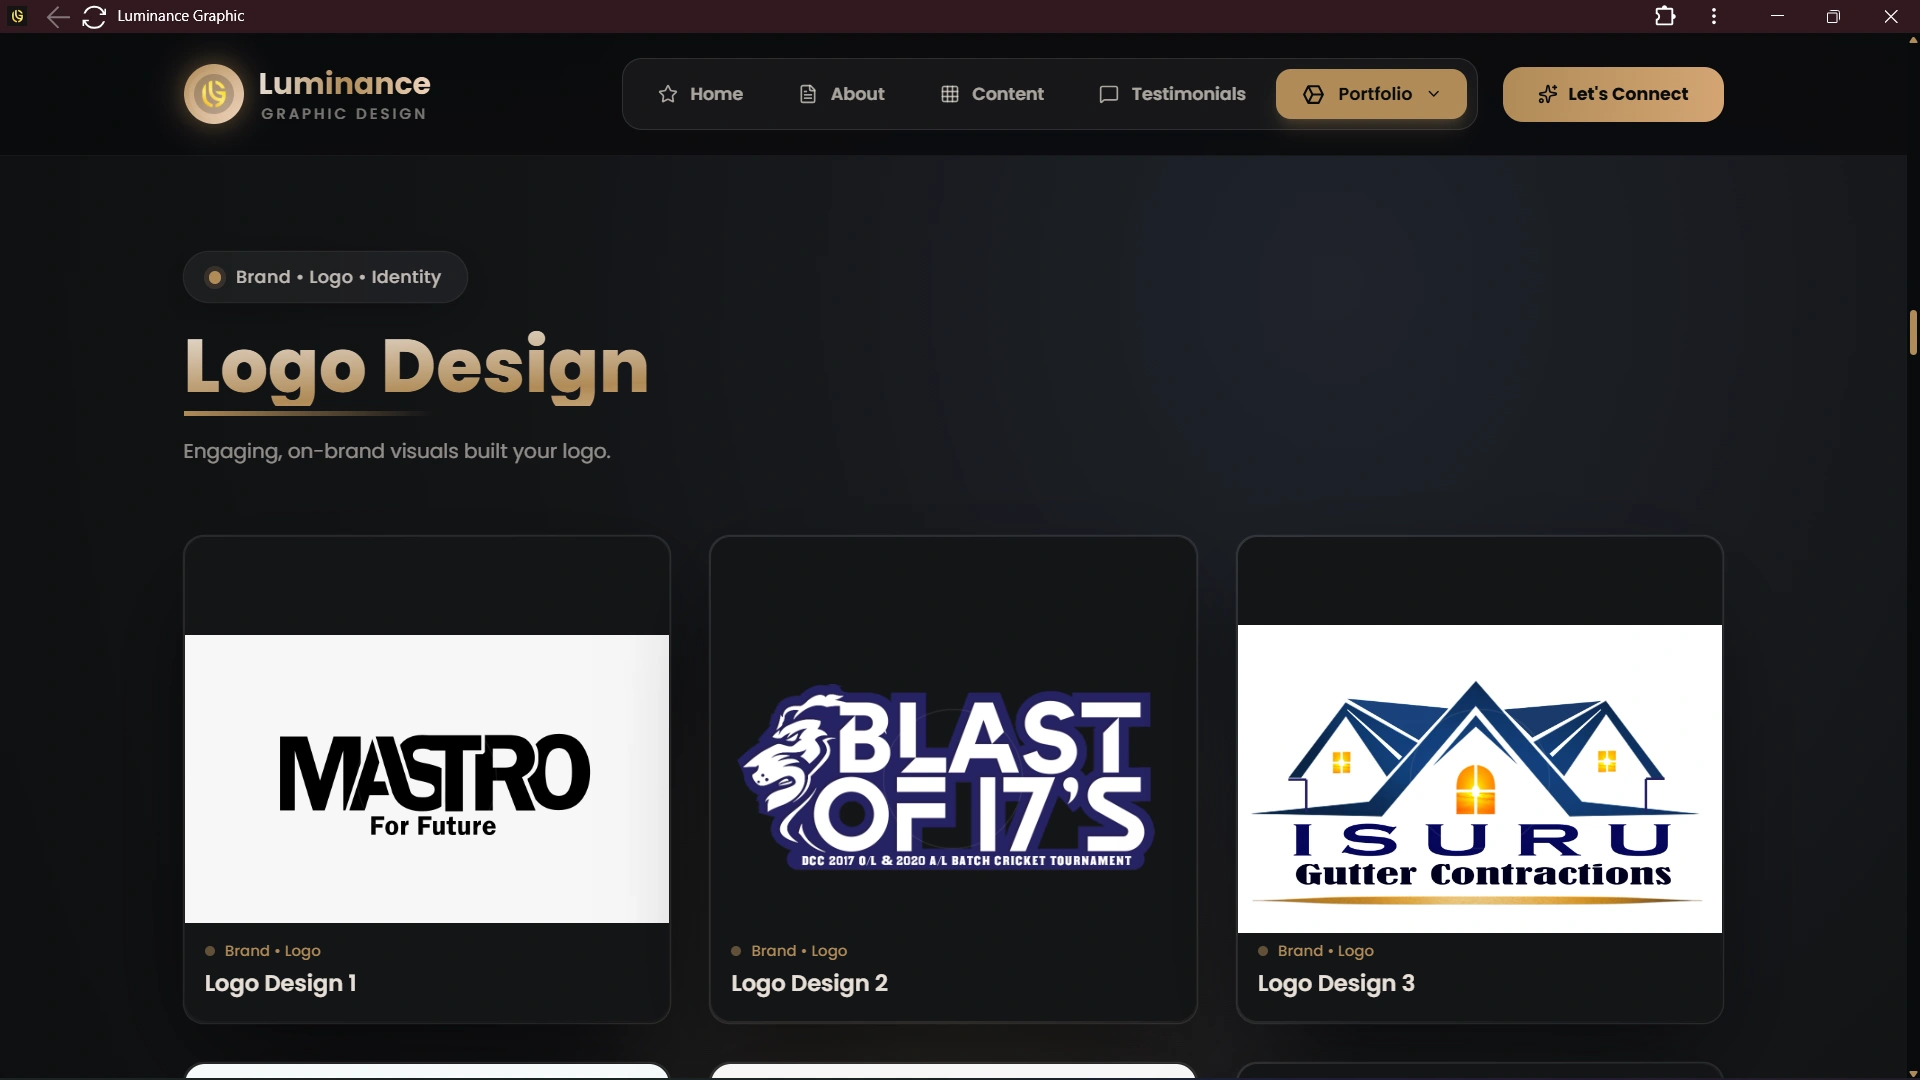 Luminance Graphic
Luminance
GRAPHIC DESIGN
Home
About
Content
Testimonials
Portfolio
Let's Connect
Brand • Logo • Identity
Logo Design
Engaging, on-brand visuals built your logo.
MASTRO
For Future
BLAST
OF 17'S
DCC 2017 O/L & 2020 A/L BATCH CRICKET TOURNAMENT
ISURU
Gutter Contractions
Brand • Logo
Logo Design 1
Brand • Logo
Logo Design 2
Brand • Logo
Logo Design 3